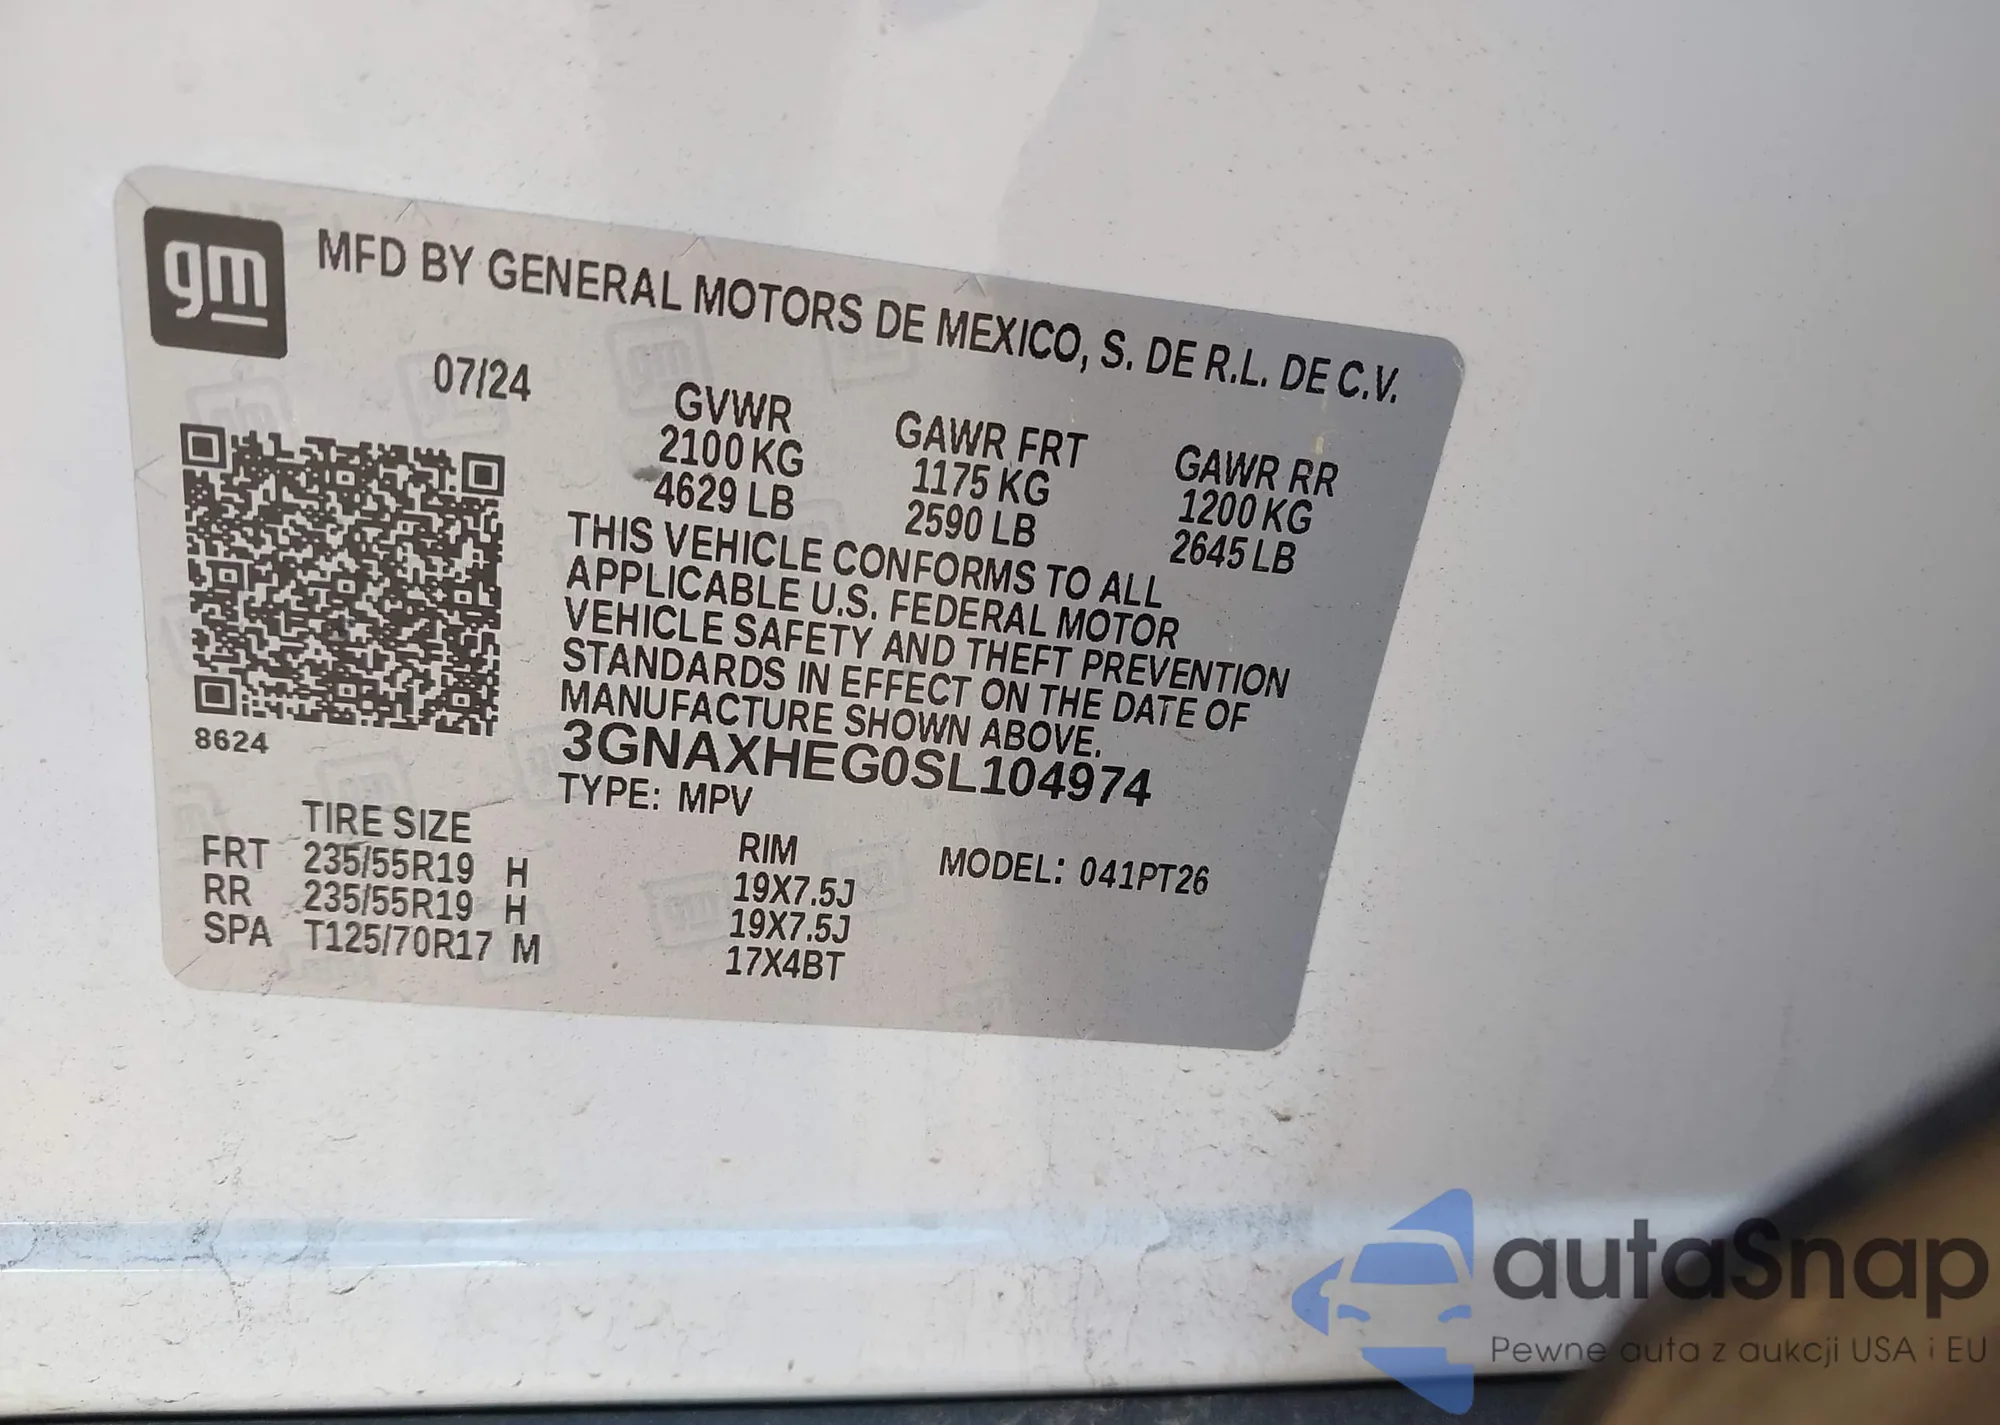 gm
MFD BY GENERAL MOTORS DE MEXICO, S. DE R.L. DE C.V.
07/24
GVWR GAWR FRT GAWR RR
2100 KG 1175 KG 1200 KG
4629 LB 2590 LB 2645 LB
THIS VEHICLE CONFORMS TO ALL
APPLICABLE U.S. FEDERAL MOTOR
VEHICLE SAFETY AND THEFT PREVENTION
STANDARDS IN EFFECT ON THE DATE OF
MANUFACTURE SHOWN ABOVE.
3GNAXHEG0SL104974
8624
TYPE: MPV
TIRE SIZE RIM MODEL: 041PT26
FRT 235/55R19 H 19X7.5J
RR 235/55R19 H 19X7.5J
SPA T125/70R17 M 17X4BT
autaSnap
Pewne auta z aukcji USA i EU